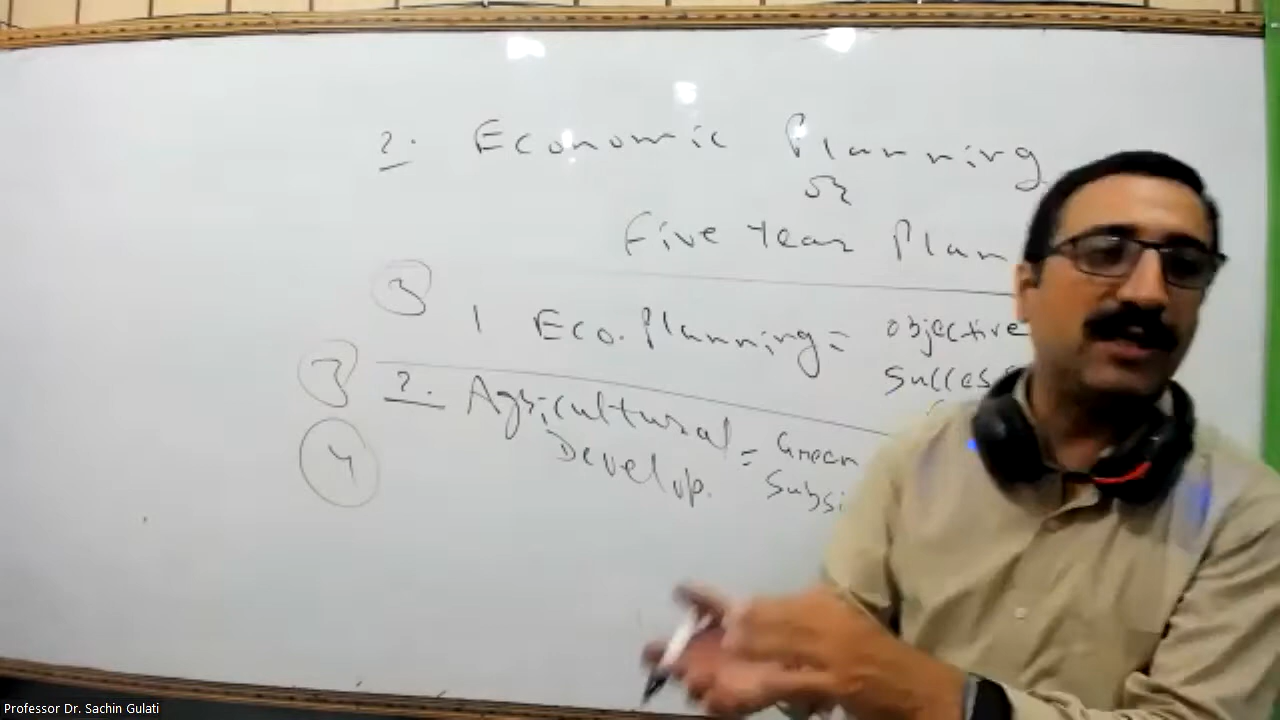 2. Economic Planning
or
Five Year Plan
3
1 Eco. Planning = objective
Success
3 2. Agricultural = Green
Develop. Subsi
4
Professor Dr. Sachin Gulati